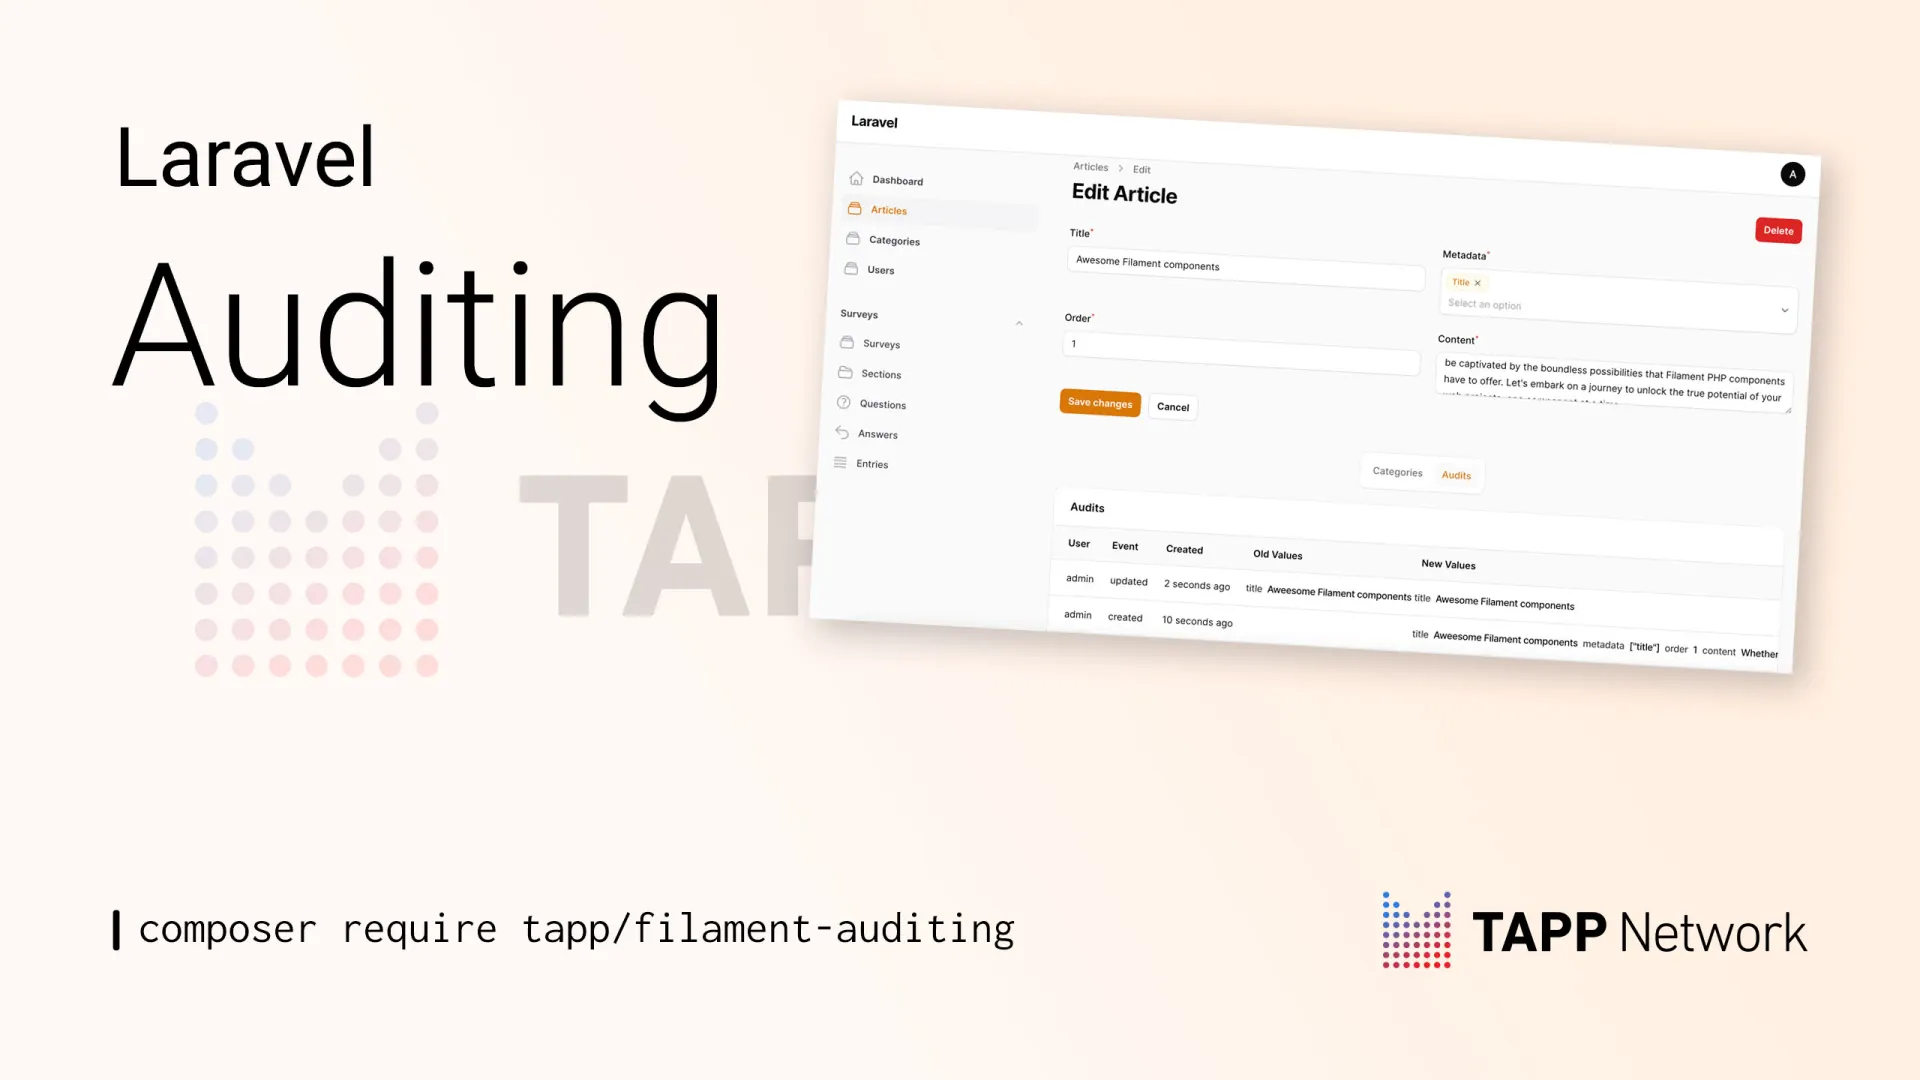 Laravel
Auditing
TAP
Laravel
A
Dashboard
Articles
Categories
Users
Surveys
Surveys
Sections
Questions
Answers
Entries
Articles > Edit
Edit Article
Delete
Title*
Awesome Filament components
Metadata*
Title ×
Select an option
Order*
1
Content*
be captivated by the boundless possibilities that Filament PHP components
have to offer. Let's embark on a journey to unlock the true potential of your
Save changes Cancel
Categories Audits
Audits
User Event Created Old Values New Values
admin updated 2 seconds ago title Aweesome Filament components title Awesome Filament components
admin created 10 seconds ago title Aweesome Filament components metadata ["title"] order 1 content Whether
composer require tapp/filament-auditing
TAPP Network